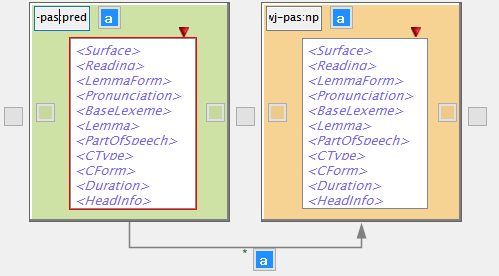 -pas:pred a
<Surface>
<Reading>
<LemmaForm>
<Pronunciation>
<BaseLexeme>
<Lemma>
<PartOfSpeech>
<CType>
<CForm>
<Duration>
<HeadInfo>
vj-pas:np a
<Surface>
<Reading>
<LemmaForm>
<Pronunciation>
<BaseLexeme>
<Lemma>
<PartOfSpeech>
<CType>
<CForm>
<Duration>
<HeadInfo>
* a